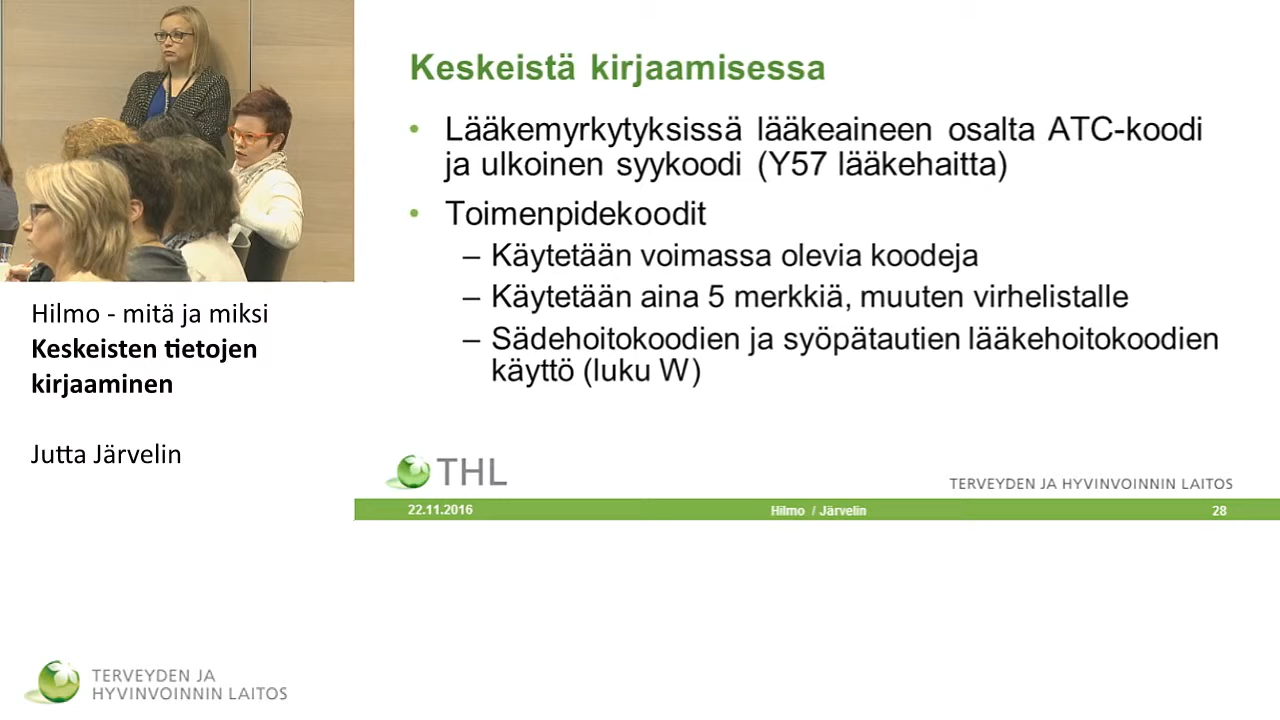 Keskeistä kirjaamisessa
• Lääkemyrkytyksissä lääkeaineen osalta ATC-koodi
ja ulkoinen syykoodi (Y57 lääkehaitta)
• Toimenpidekoodit
– Käytetään voimassa olevia koodeja
– Käytetään aina 5 merkkiä, muuten virhelistalle
– Sädehoitokoodien ja syöpätautien lääkehoitokoodien
käyttö (luku W)
THL
TERVEYDEN JA HYVINVOINNIN LAITOS
22.11.2016 Hilmo / Järvelin 28
Hilmo - mitä ja miksi
Keskeisten tietojen
kirjaaminen
Jutta Järvelin
TERVEYDEN JA
HYVINVOINNIN LAITOS